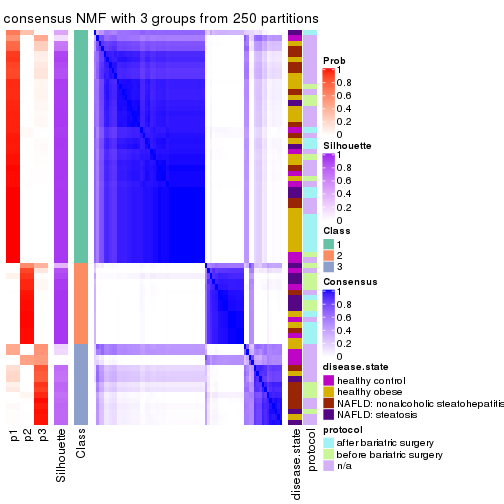 consensus NMF with 3 groups from 250 partitions
Prob
1
0.8
0.6
0.4
0.2
0
Silhouette
1
0.8
0.6
0.4
0.2
0
Class
1
2
3
Consensus
1
0.8
0.6
0.4
0.2
0
disease.state
healthy control
healthy obese
NAFLD: nonalcoholic steatohepatitis
NAFLD: steatosis
protocol
after bariatric surgery
before bariatric surgery
n/a
p1
p2
p3
Silhouette
Class
disease.state
protocol